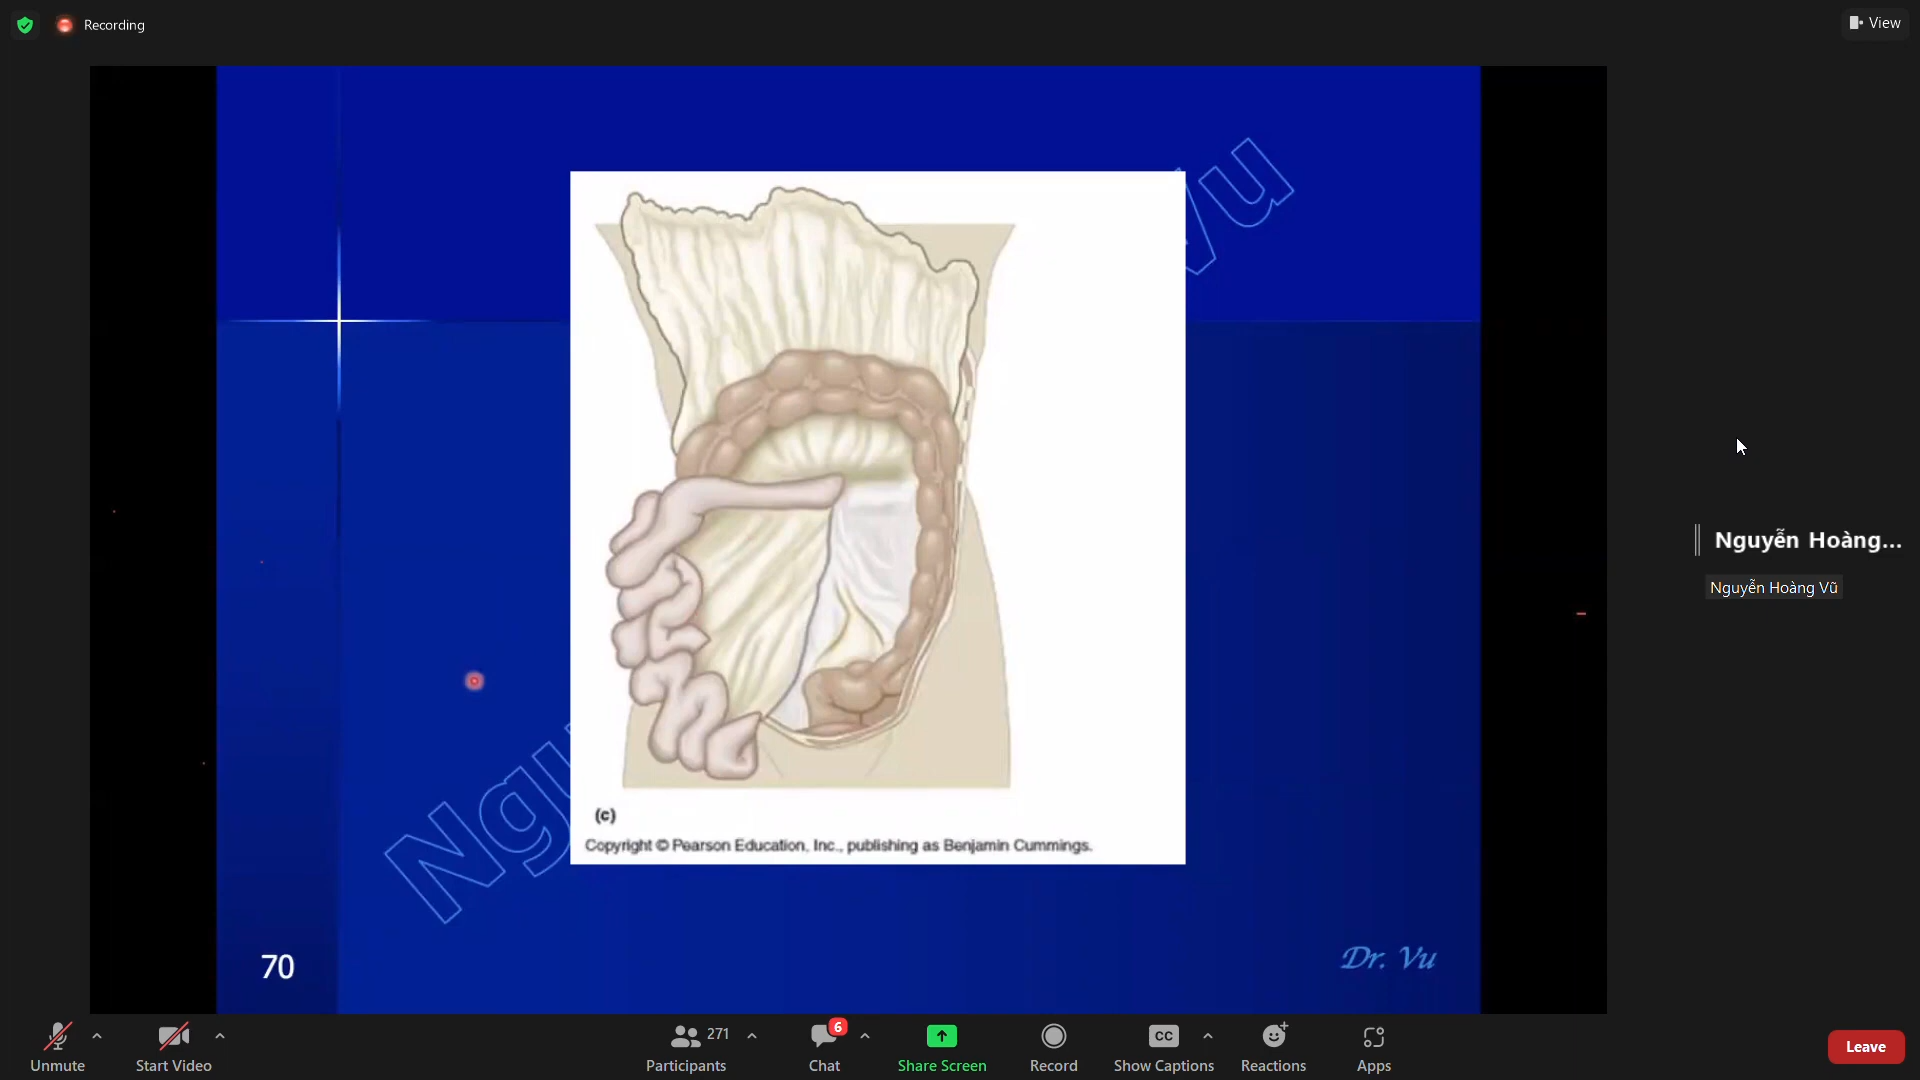 Recording
View
Vu
(c)
Copyright © Pearson Education, Inc., publishing as Benjamin Cummings.
Ngu
70
Dr. Vu
Nguyễn Hoàng...
Nguyễn Hoàng Vũ
Unmute
Start Video
271
Participants
6
Chat
Share Screen
Record
CC
Show Captions
Reactions
Apps
Leave